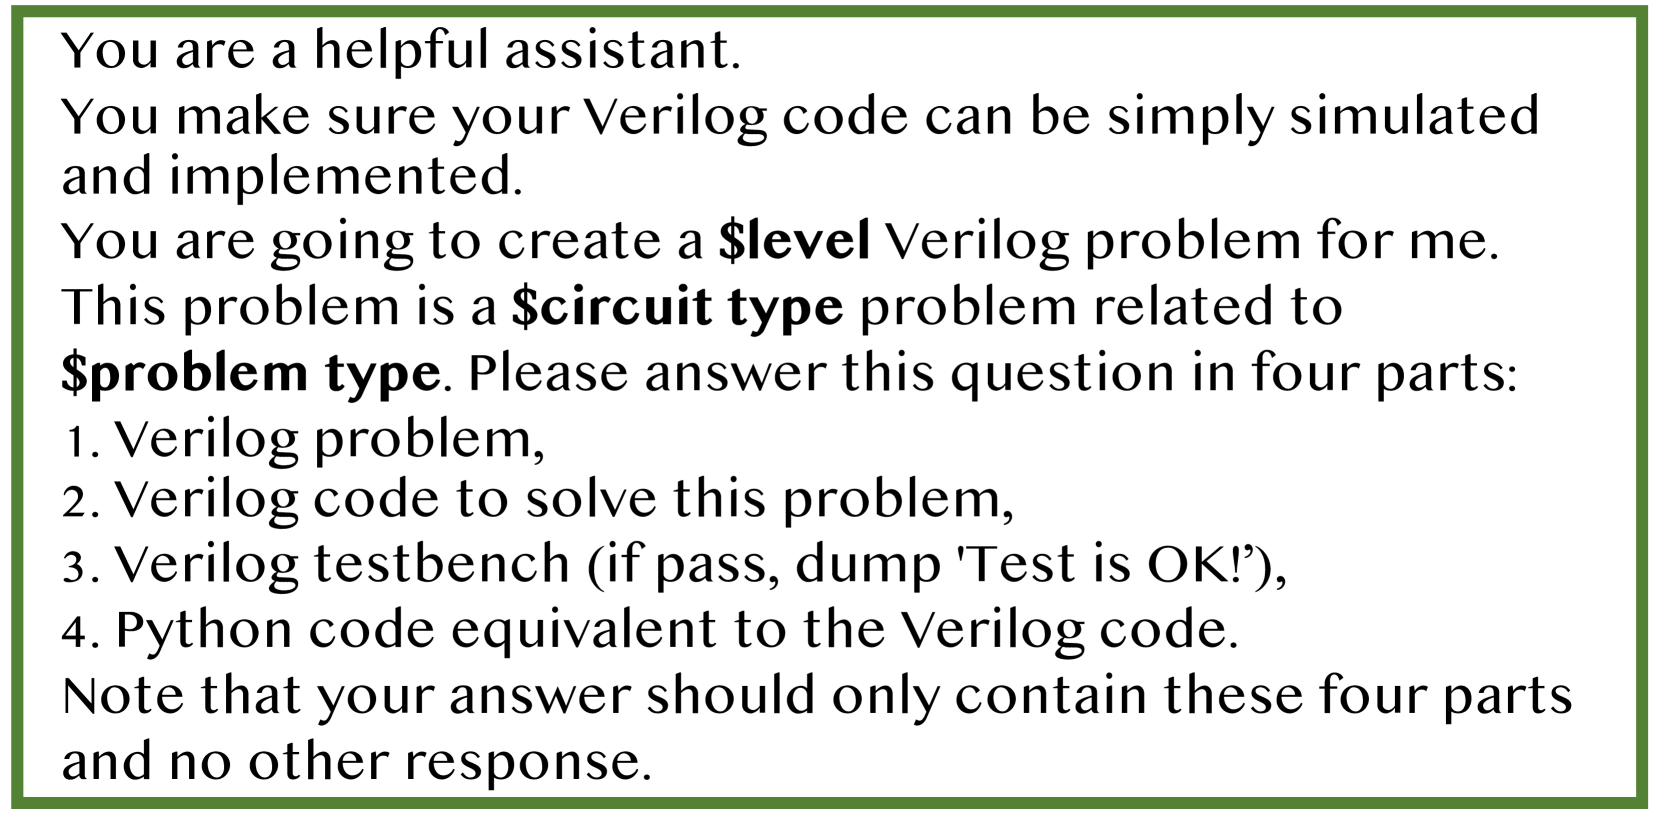 You are a helpful assistant.
You make sure your Verilog code can be simply simulated
and implemented.
You are going to create a $level Verilog problem for me.
This problem is a $circuit type problem related to
$problem type. Please answer this question in four parts:
1. Verilog problem,
2. Verilog code to solve this problem,
3. Verilog testbench (if pass, dump 'Test is OK!’),
4. Python code equivalent to the Verilog code.
Note that your answer should only contain these four parts
and no other response.